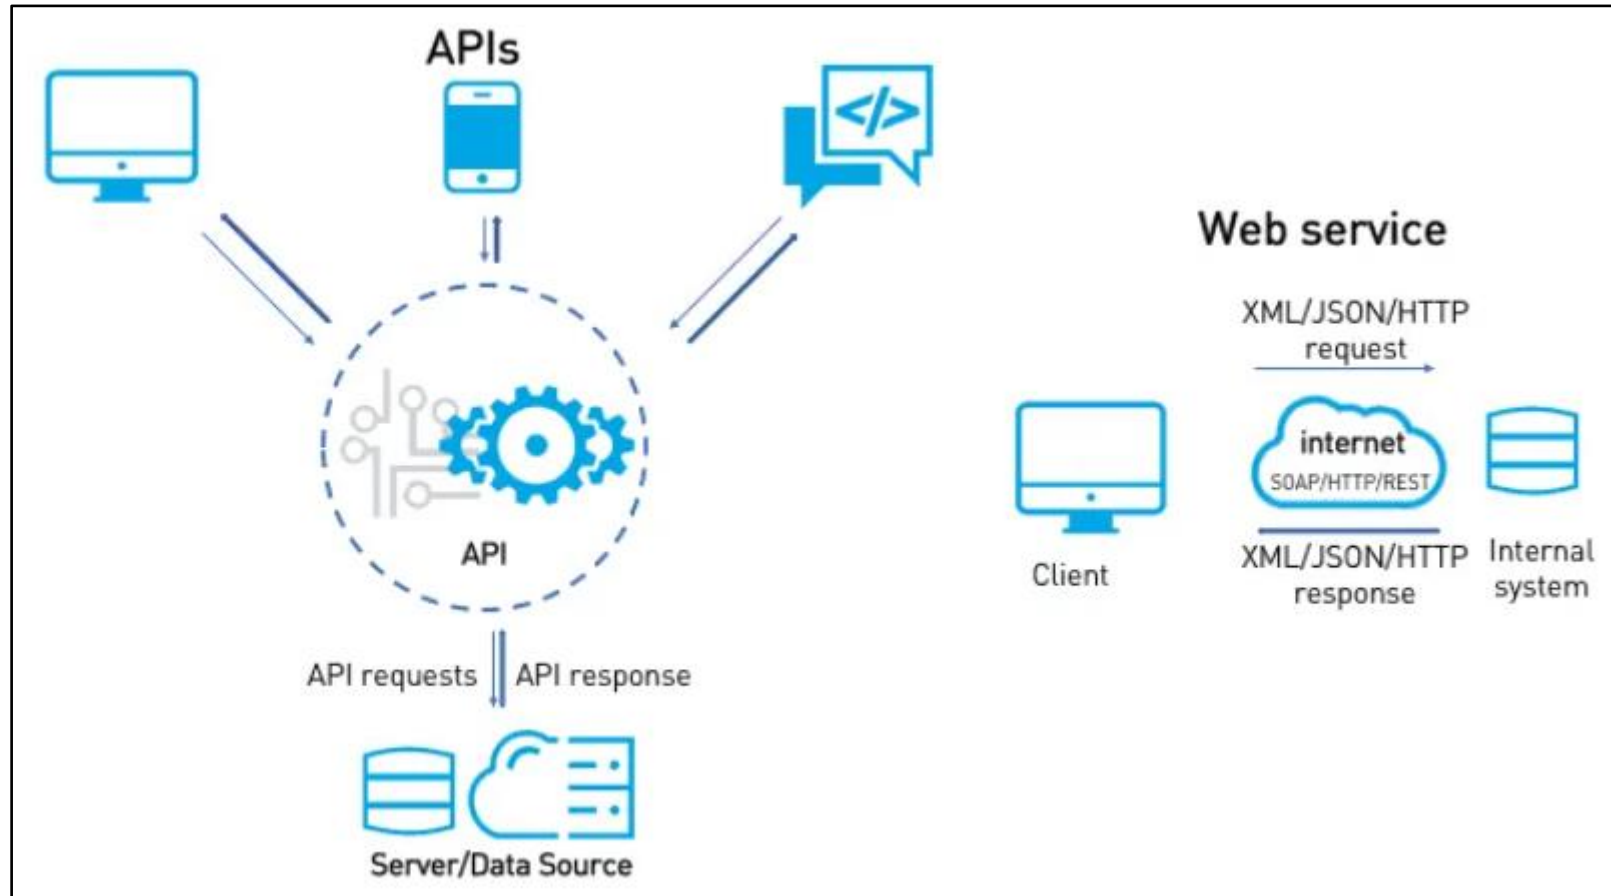 APIs
</>
API
API requests
API response
Server/Data Source
Web service
XML/JSON/HTTP
request
internet
SOAP/HTTP/REST
XML/JSON/HTTP
response
Client
Internal
system